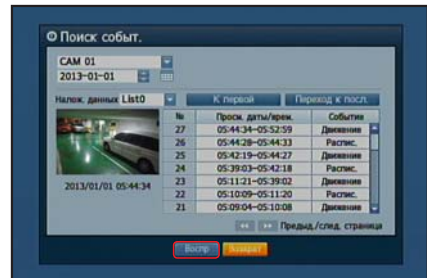 Поиск событ.
CAM 01
2013-01-01
Налож. данных List0 К первой Переход к посл.
№ Просм. даты/врем. Событие
27 05:44:34~05:52:59 Движение
26 05:44:28~05:44:33 Распис.
25 05:42:19~05:44:27 Движение
24 05:39:03~05:42:18 Распис.
23 05:11:21~05:39:02 Движение
22 05:10:09~05:11:20 Распис.
21 05:09:04~05:10:08 Движение
2013/01/01 05:44:34
Предыд./след. страница
Воспр Возврат